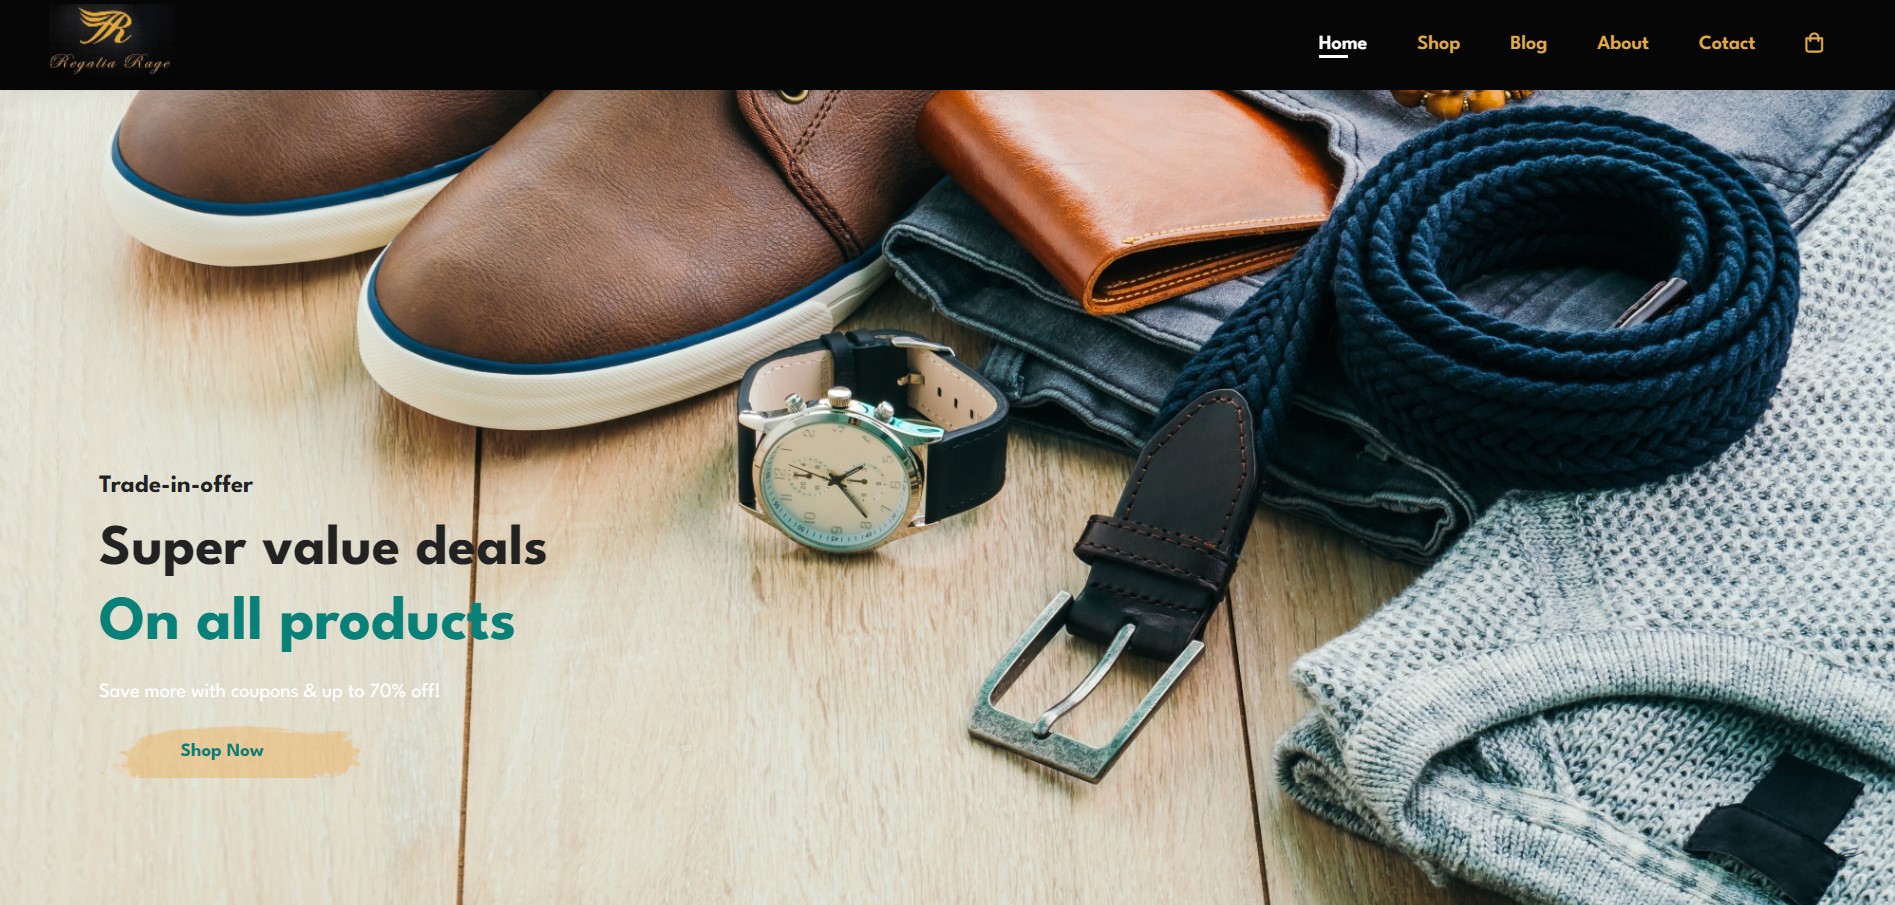 Regalia Rage
Home Shop Blog About Cotact
Trade-in-offer
Super value deals
On all products
Save more with coupons & up to 70% off!
Shop Now